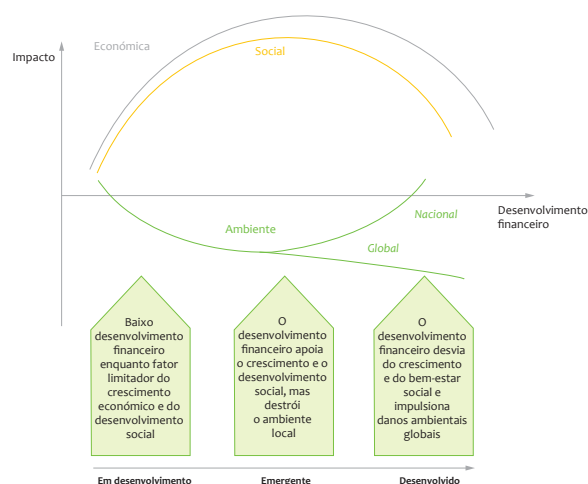 Económica
Impacto
Social
Desenvolvimento
financeiro
Nacional
Ambiente
Global
Baixo
desenvolvimento
financeiro
enquanto fator
limitador do
crescimento
económico e do
desenvolvimento
social
O
desenvolvimento
financeiro apoia
o crescimento e o
desenvolvimento
social, mas
destrói
o ambiente
local
O
desenvolvimento
financeiro desvia
do crescimento
e do bem-estar
social e
impulsiona
danos ambientais
globais
Em desenvolvimento
Emergente
Desenvolvido